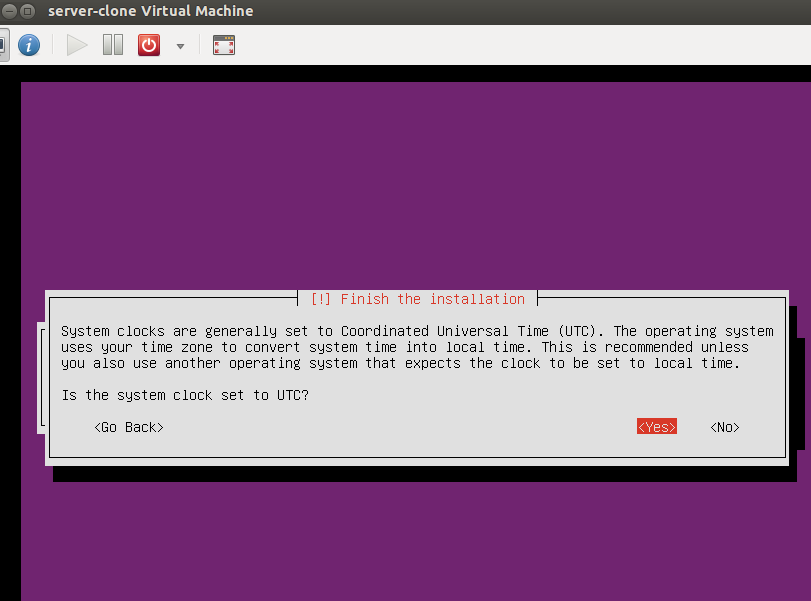 server-clone Virtual Machine
[!] Finish the installation
System clocks are generally set to Coordinated Universal Time (UTC). The operating system
uses your time zone to convert system time into local time. This is recommended unless
you also use another operating system that expects the clock to be set to local time.
Is the system clock set to UTC?
<Go Back> <Yes> <No>